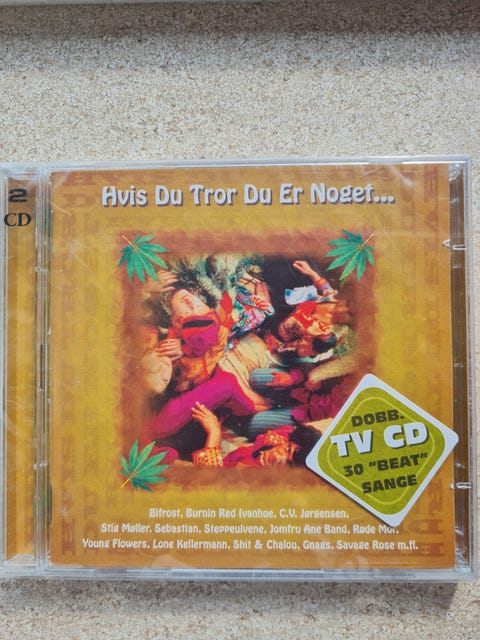 2
CD
Hvis Du Tror Du Er Noget...
DOBB.
TV CD
30 "BEAT"
SANGE
Bifrost, Burnin Red Ivanhoe, C.V. Jørgensen,
Stig Møller, Sebastian, Steppeulvene, Jomfru Ane Band, Røde Mor,
Young Flowers, Lone Kellermann, Shit & Chalou, Gnags, Savage Rose m.fl.